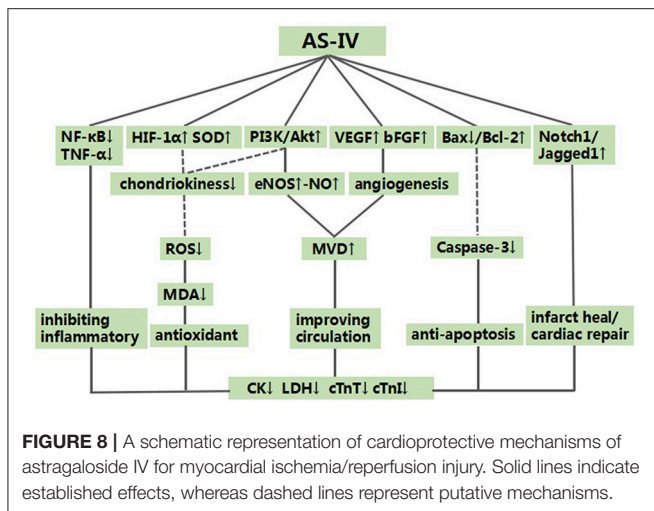 AS-IV
NF-κB↓ HIF-1α↑ SOD↑ PI3K/Akt↑ VEGF↑ bFGF↑ Bax↓/Bcl-2↑ Notch1/
TNF-α↓ Jagged1↑
chondriokiness↓ eNOS↑-NO↑ angiogenesis
ROS↓ MVD↑ Caspase-3↓
MDA↓
inhibiting improving infarct heal/
inflammatory antioxidant circulation anti-apoptosis cardiac repair
CK↓ LDH↓ cTnT↓ cTnI↓
FIGURE 8 | A schematic representation of cardioprotective mechanisms of
astragaloside IV for myocardial ischemia/reperfusion injury. Solid lines indicate
established effects, whereas dashed lines represent putative mechanisms.